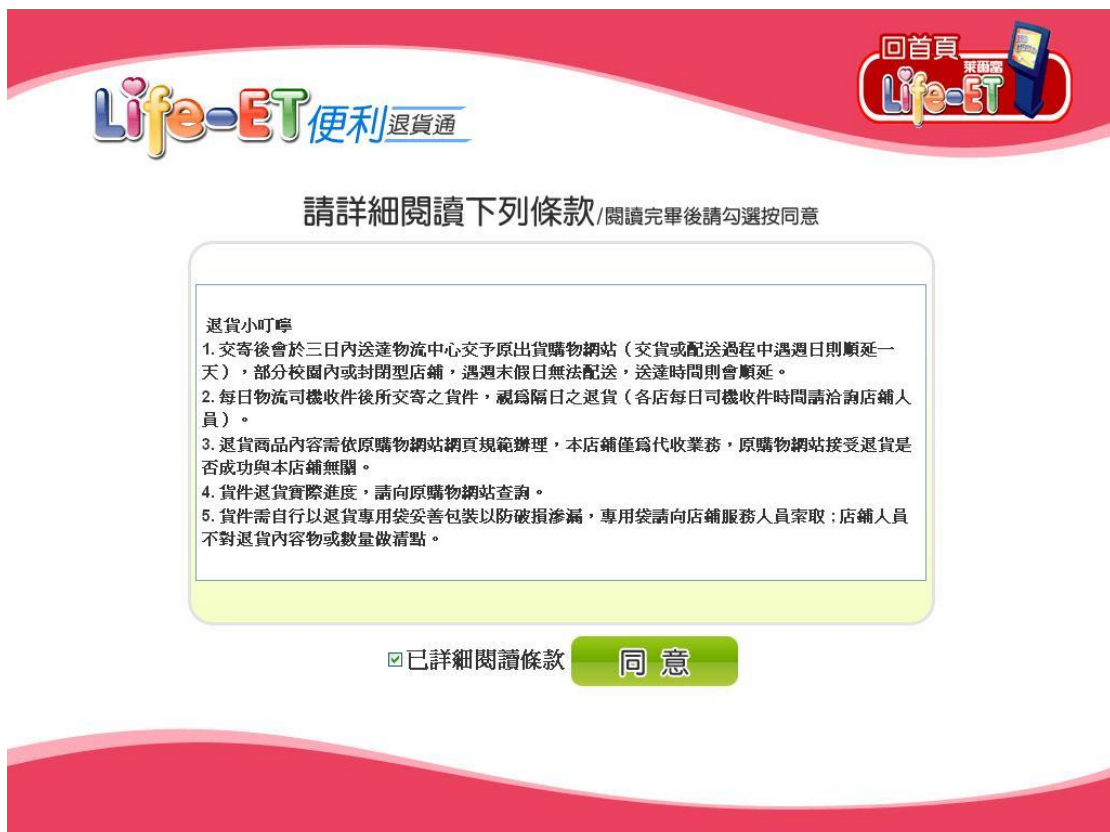 Life-ET便利退貨通
回首頁
萊爾富
Life-ET
請詳細閱讀下列條款/閱讀完畢後請勾選按同意
退貨小叮嚀
1. 交寄後會於三日內送達物流中心交予原出貨購物網站（交貨或配送過程中遇週日則順延一
天），部分校園內或封閉型店鋪，遇週末假日無法配送，送達時間則會順延。
2. 每日物流司機收件後所交寄之貨件，視為隔日之退貨（各店每日司機收件時間請洽詢店鋪人
員）。
3. 退貨商品內容需依原購物網站網頁規範辦理，本店鋪僅為代收業務，原購物網站接受退貨是
否成功與本店鋪無關。
4. 貨件退貨實際進度，請向原購物網站查詢。
5. 貨件需自行以退貨專用袋妥善包裝以防破損滲漏，專用袋請向店鋪服務人員索取；店鋪人員
不對退貨內容物或數量做清點。
已詳細閱讀條款
同意